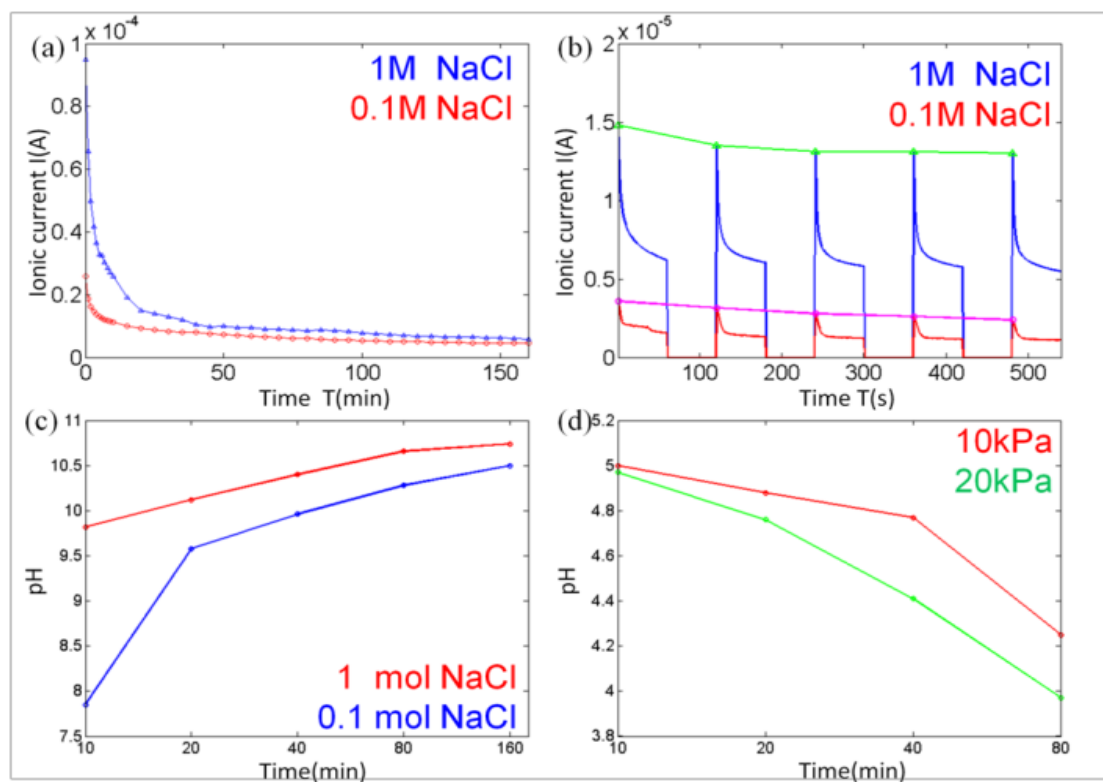 (a)
× 10⁻⁴
1M NaCl
0.1M NaCl
Ionic current I(A)
1
0.8
0.6
0.4
0.2
0
0 50 100 150
Time T(min)
(b)
× 10⁻⁵
1M NaCl
0.1M NaCl
Ionic current I(A)
2
1.5
1
0.5
0
100 200 300 400 500
Time T(s)
(c)
pH
11
10.5
10
9.5
9
8.5
8
7.5
1 mol NaCl
0.1 mol NaCl
10 20 40 80 160
Time(min)
(d)
10kPa
20kPa
pH
5.2
5
4.8
4.6
4.4
4.2
4
3.8
10 20 40 80
Time(min)